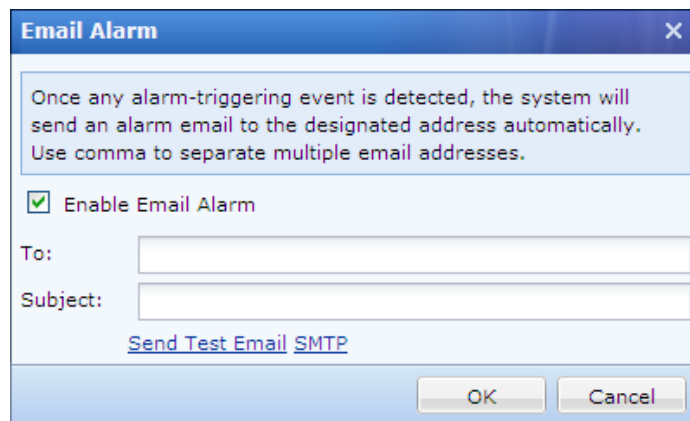 Email Alarm
Once any alarm-triggering event is detected, the system will
send an alarm email to the designated address automatically.
Use comma to separate multiple email addresses.
Enable Email Alarm
To:
Subject:
Send Test Email SMTP
OK Cancel